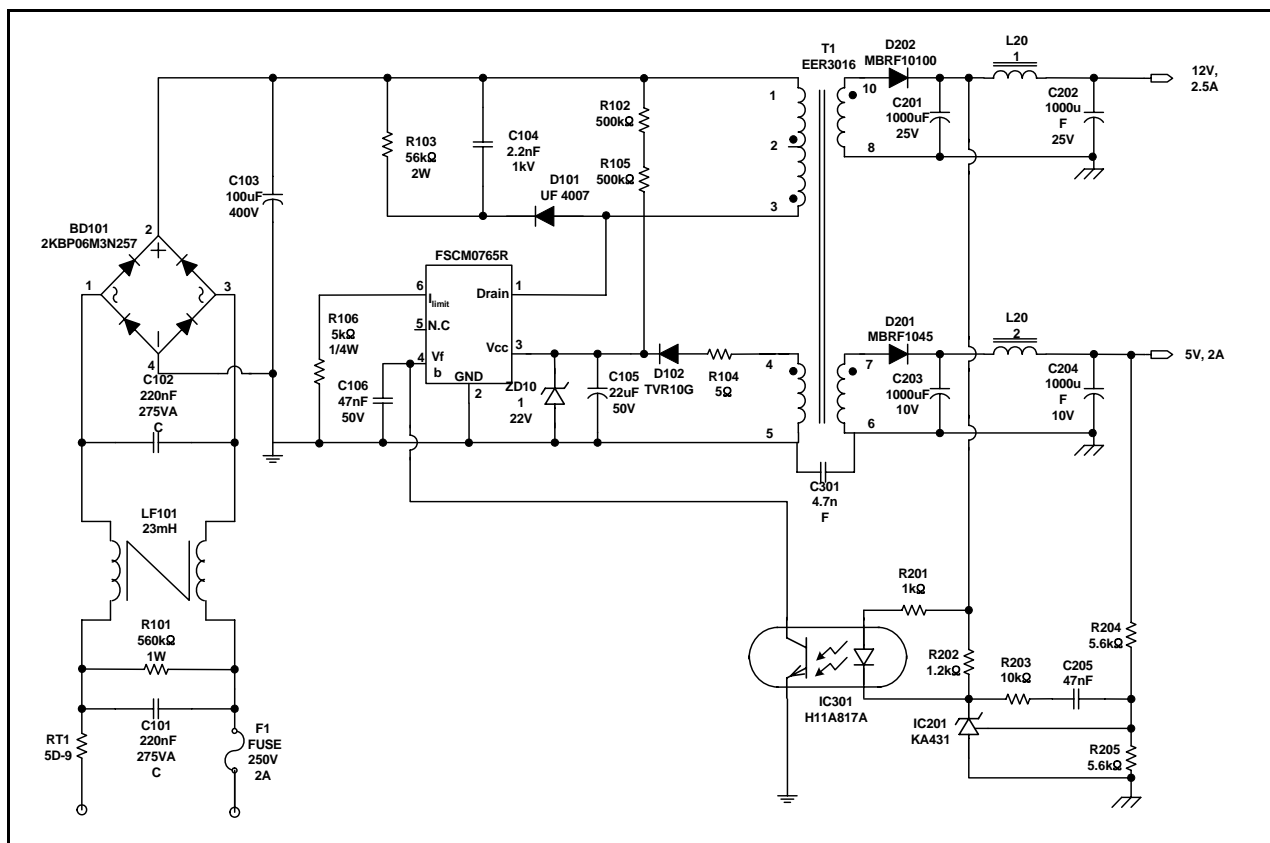 T1
EER3016
D202
MBRF10100
L20
1
12V,
2.5A
1
2
3
10
8
C201
1000uF
25V
C202
1000u
F
25V
R102
500kΩ
R105
500kΩ
R103
56kΩ
2W
C104
2.2nF
1kV
D101
UF 4007
C103
100uF
400V
BD101
2KBP06M3N257
2
1
3
4
FSCM0765R
6
Ilimit
Drain
1
5
N.C
Vcc
3
4
Vf
b
GND
2
R106
5kΩ
1/4W
C106
47nF
50V
ZD10
1
22V
C105
22uF
50V
D102
TVR10G
R104
5Ω
4
5
7
6
D201
MBRF1045
L20
2
5V, 2A
C203
1000uF
10V
C204
1000u
F
10V
C301
4.7n
F
C102
220nF
275VA
C
LF101
23mH
R101
560kΩ
1W
C101
220nF
275VA
C
RT1
5D-9
F1
FUSE
250V
2A
R201
1kΩ
R202
1.2kΩ
R203
10kΩ
C205
47nF
R204
5.6kΩ
IC301
H11A817A
IC201
KA431
R205
5.6kΩ